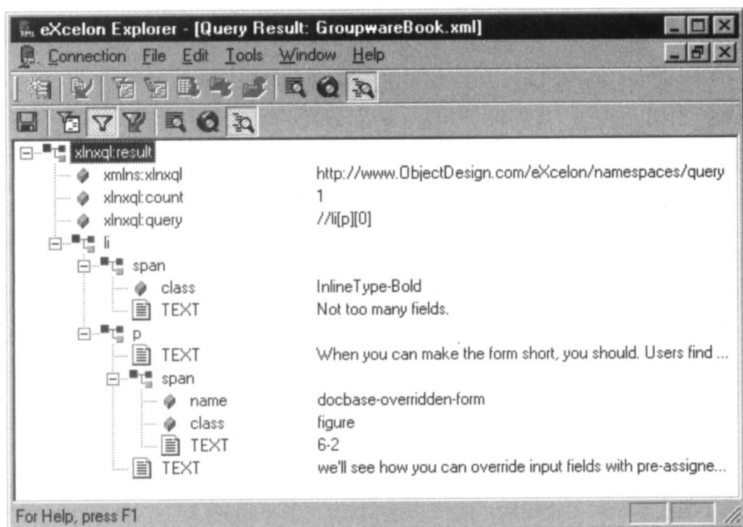 eXcelon Explorer - [Query Result: GroupwareBook.xml]
Connection File Edit Tools Window Help
xlnxql:result
xmlns:xlnxql http://www.ObjectDesign.com/eXcelon/namespaces/query
xlnxql:count 1
xlnxql:query //li[p][0]
li
span
class InlineType-Bold
TEXT Not too many fields.
p
TEXT When you can make the form short, you should. Users find ...
span
name docbase-overridden-form
class figure
TEXT 6-2
TEXT we'll see how you can override input fields with pre-assigne...
For Help, press F1